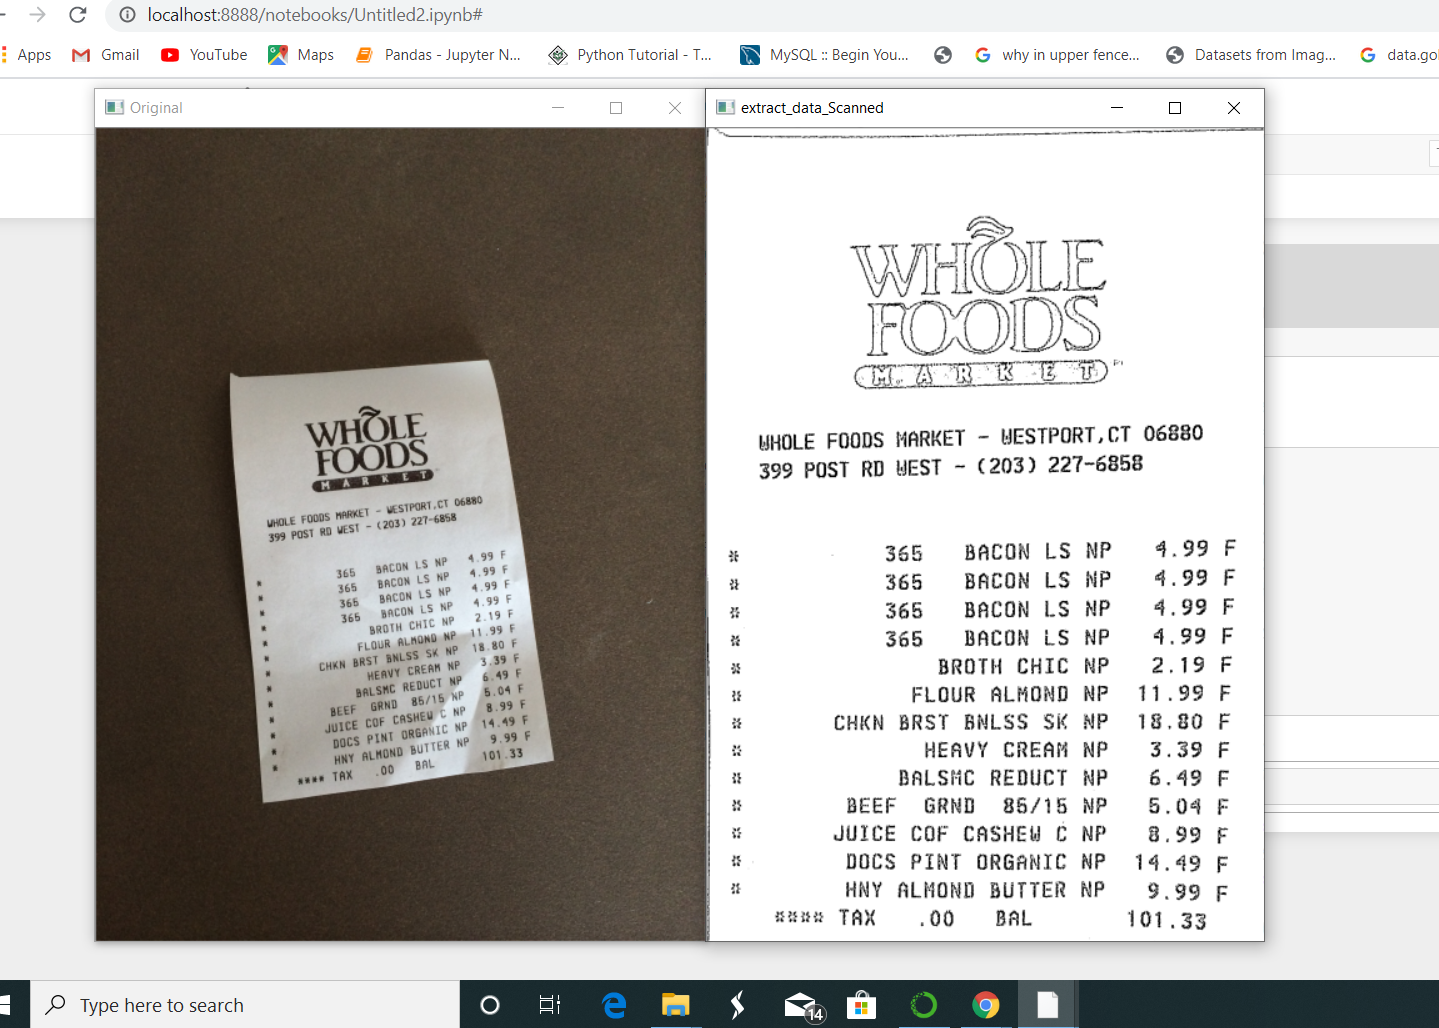 localhost:8888/notebooks/Untitled2.ipynb#
Apps Gmail YouTube Maps Pandas - Jupyter N... Python Tutorial - T... MySQL :: Begin You... why in upper fence... Datasets from Imag... data.go
Original
WHOLE
FOODS
MARKET
WHOLE FOODS MARKET - WESTPORT,CT 06880
399 POST RD WEST - (203) 227-6858
* 365 BACON LS NP 4.99 F
* 365 BACON LS NP 4.99 F
* 365 BACON LS NP 4.99 F
* 365 BACON LS NP 4.99 F
* BROTH CHIC NP 2.19 F
* FLOUR ALMOND NP 11.99 F
* CHKN BRST BNLSS SK NP 18.80 F
* HEAVY CREAM NP 3.39 F
* BALSMC REDUCT NP 6.49 F
* BEEF GRND 85/15 NP 5.04 F
* JUICE COF CASHEW C NP 8.99 F
* DOCS PINT ORGANIC NP 14.49 F
* HNY ALMOND BUTTER NP 9.99 F
**** TAX .00 BAL 101.33
extract_data_Scanned
WHOLE
FOODS
MARKET
WHOLE FOODS MARKET - WESTPORT,CT 06880
399 POST RD WEST - (203) 227-6858
* 365 BACON LS NP 4.99 F
* 365 BACON LS NP 4.99 F
* 365 BACON LS NP 4.99 F
* 365 BACON LS NP 4.99 F
* BROTH CHIC NP 2.19 F
* FLOUR ALMOND NP 11.99 F
* CHKN BRST BNLSS SK NP 18.80 F
* HEAVY CREAM NP 3.39 F
* BALSMC REDUCT NP 6.49 F
* BEEF GRND 85/15 NP 5.04 F
* JUICE COF CASHEW C NP 8.99 F
* DOCS PINT ORGANIC NP 14.49 F
* HNY ALMOND BUTTER NP 9.99 F
**** TAX .00 BAL 101.33
Type here to search
14